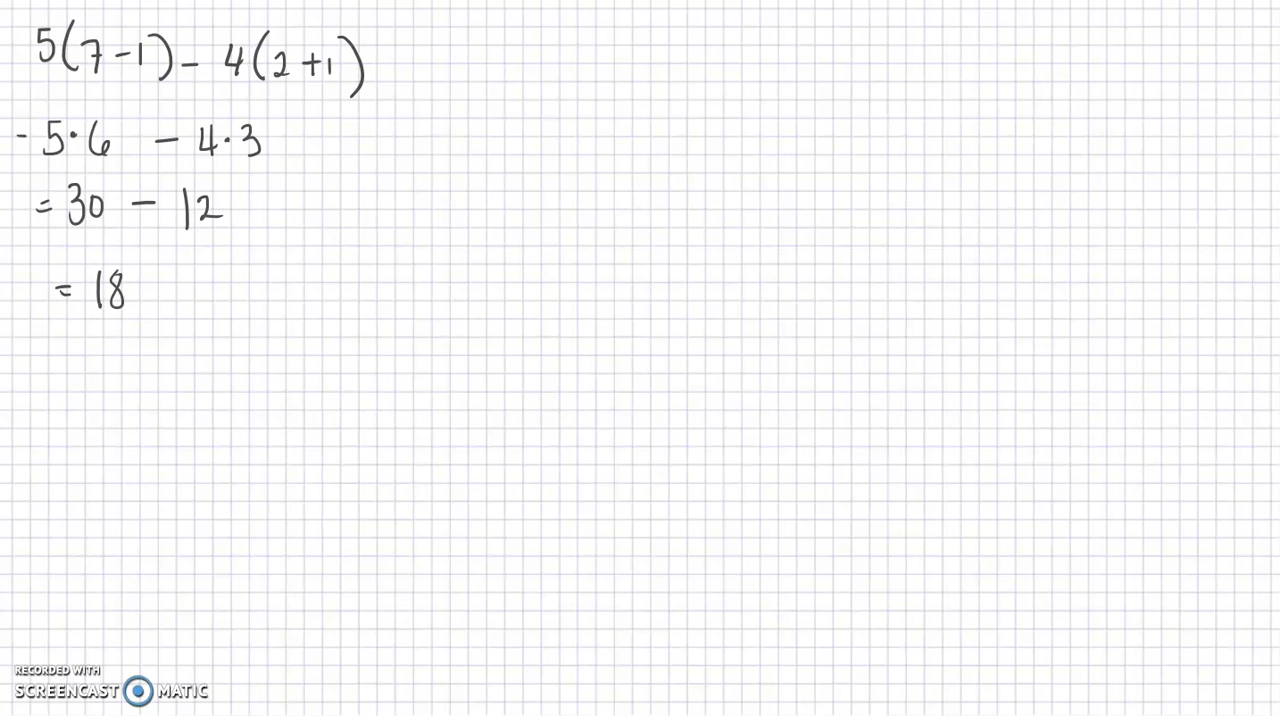 5(7-1) - 4(2+1)
- 5·6 - 4·3
= 30 - 12
= 18
RECORDED WITH
SCREENCAST MATIC